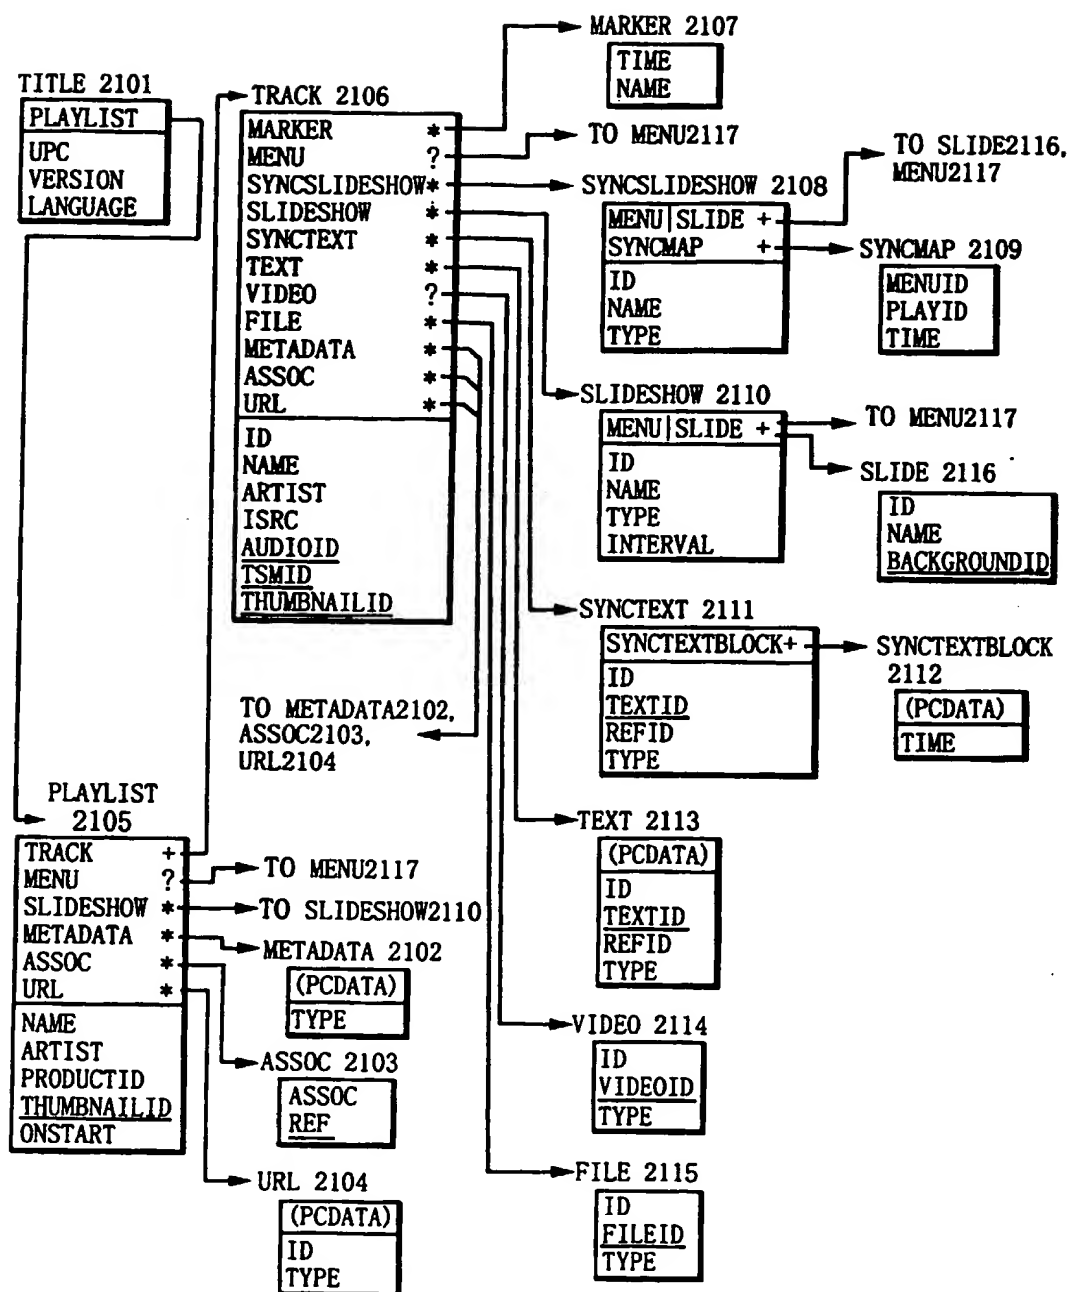 TITLE 2101
PLAYLIST
UPC
VERSION
LANGUAGE
TRACK 2106
MARKER *
MENU ?
SYNCSLIDESHOW*
SLIDESHOW *
SYNCTEXT *
TEXT *
VIDEO ?
FILE *
METADATA *
ASSOC *
URL *
ID
NAME
ARTIST
ISRC
AUDIOID
TSMID
THUMBNAILID
TO METADATA2102,
ASSOC2103,
URL2104
MARKER 2107
TIME
NAME
TO MENU2117
SYNCSLIDESHOW 2108
MENU|SLIDE +
SYNCMAP +
ID
NAME
TYPE
TO SLIDE2116,
MENU2117
SYNCMAP 2109
MENUID
PLAYID
TIME
SLIDESHOW 2110
MENU|SLIDE +
ID
NAME
TYPE
INTERVAL
TO MENU2117
SLIDE 2116
ID
NAME
BACKGROUNDID
SYNCTEXT 2111
SYNCTEXTBLOCK+
ID
TEXTID
REFID
TYPE
SYNCTEXTBLOCK
2112
(PCDATA)
TIME
TEXT 2113
(PCDATA)
ID
TEXTID
REFID
TYPE
VIDEO 2114
ID
VIDEOID
TYPE
FILE 2115
ID
FILEID
TYPE
PLAYLIST
2105
TRACK +
MENU ?
SLIDESHOW *
METADATA *
ASSOC *
URL *
NAME
ARTIST
PRODUCTID
THUMBNAILID
ONSTART
TO MENU2117
TO SLIDESHOW2110
METADATA 2102
(PCDATA)
TYPE
ASSOC 2103
ASSOC
REF
URL 2104
(PCDATA)
ID
TYPE